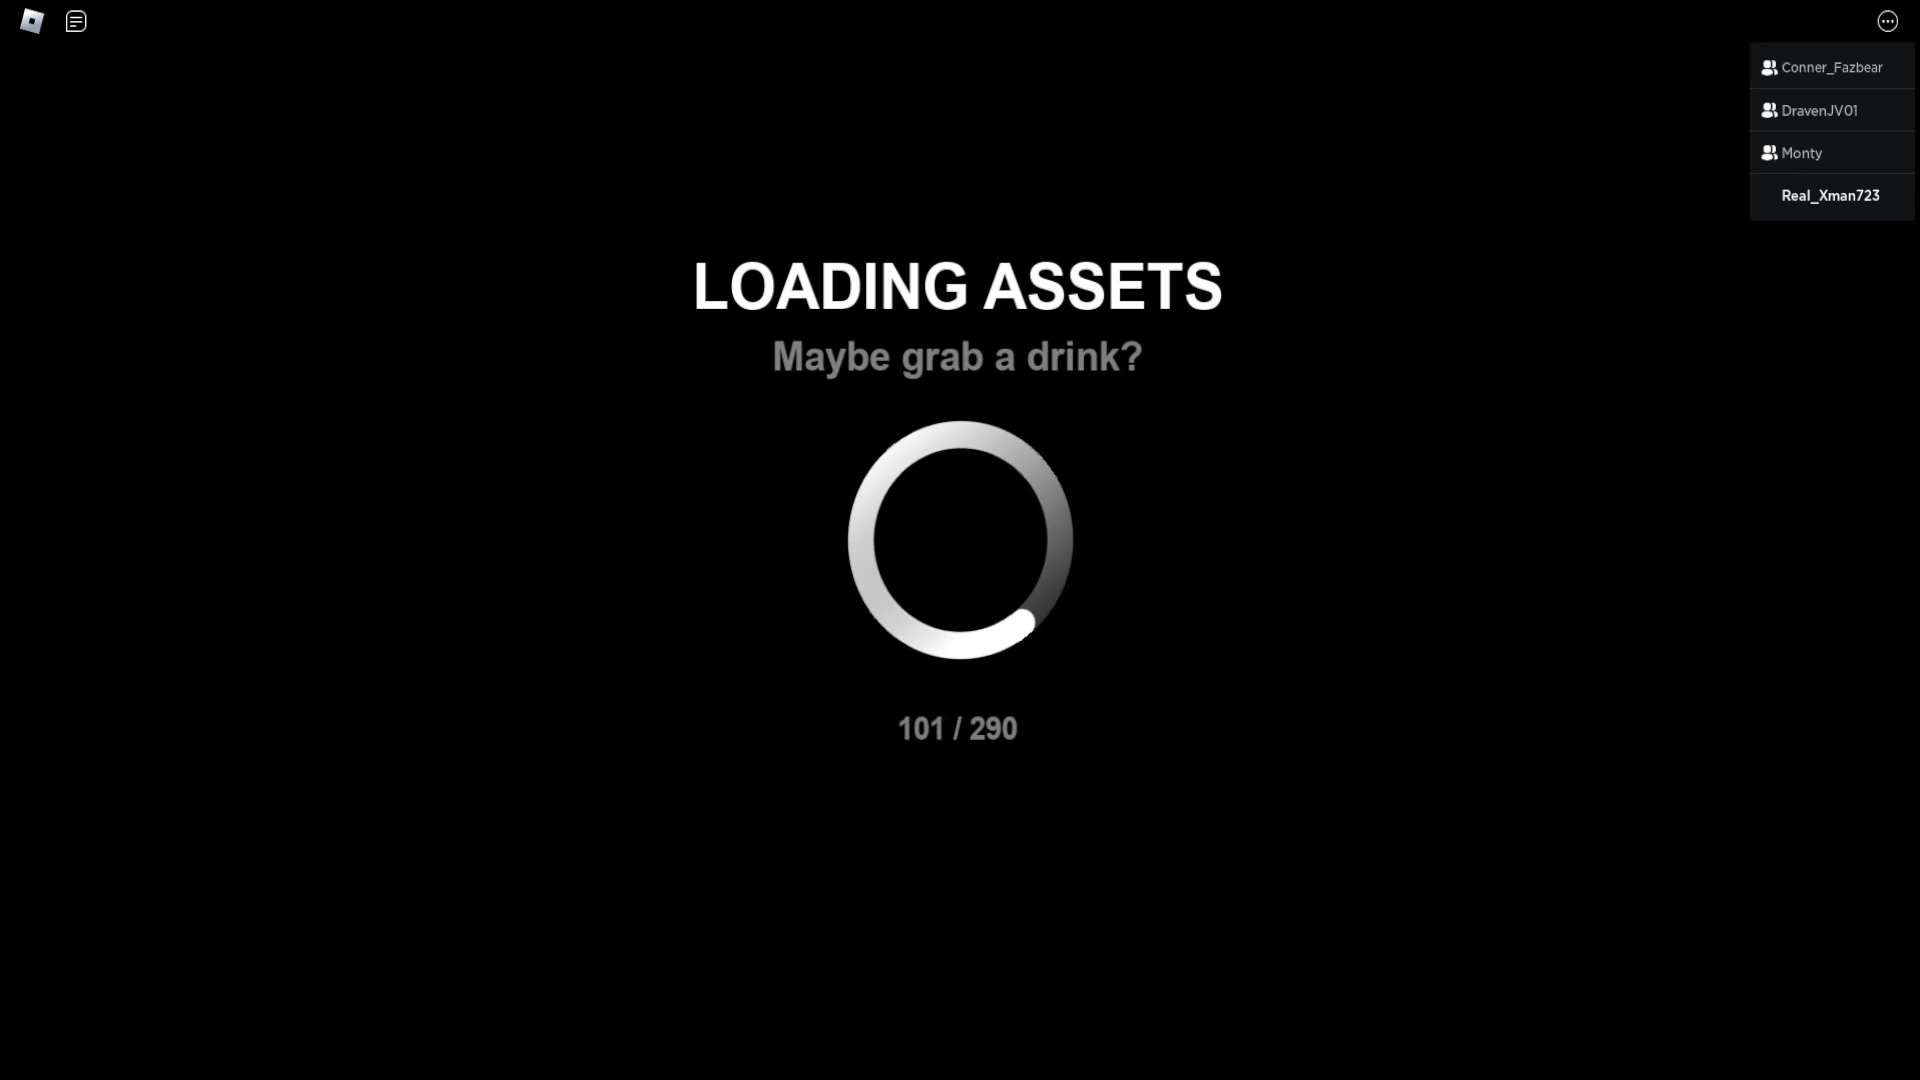 Conner_Fazbear
DravenJV01
Monty
Real_Xman723
LOADING ASSETS
Maybe grab a drink?
101 / 290